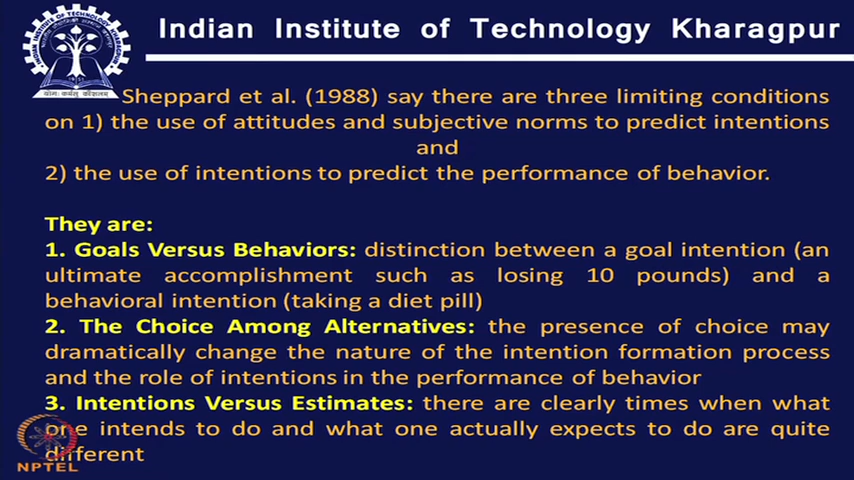 Indian Institute of Technology Kharagpur
Sheppard et al. (1988) say there are three limiting conditions
on 1) the use of attitudes and subjective norms to predict intentions
and
2) the use of intentions to predict the performance of behavior.
They are:
1. Goals Versus Behaviors: distinction between a goal intention (an
ultimate accomplishment such as losing 10 pounds) and a
behavioral intention (taking a diet pill)
2. The Choice Among Alternatives: the presence of choice may
dramatically change the nature of the intention formation process
and the role of intentions in the performance of behavior
3. Intentions Versus Estimates: there are clearly times when what
one intends to do and what one actually expects to do are quite
different
NPTEL